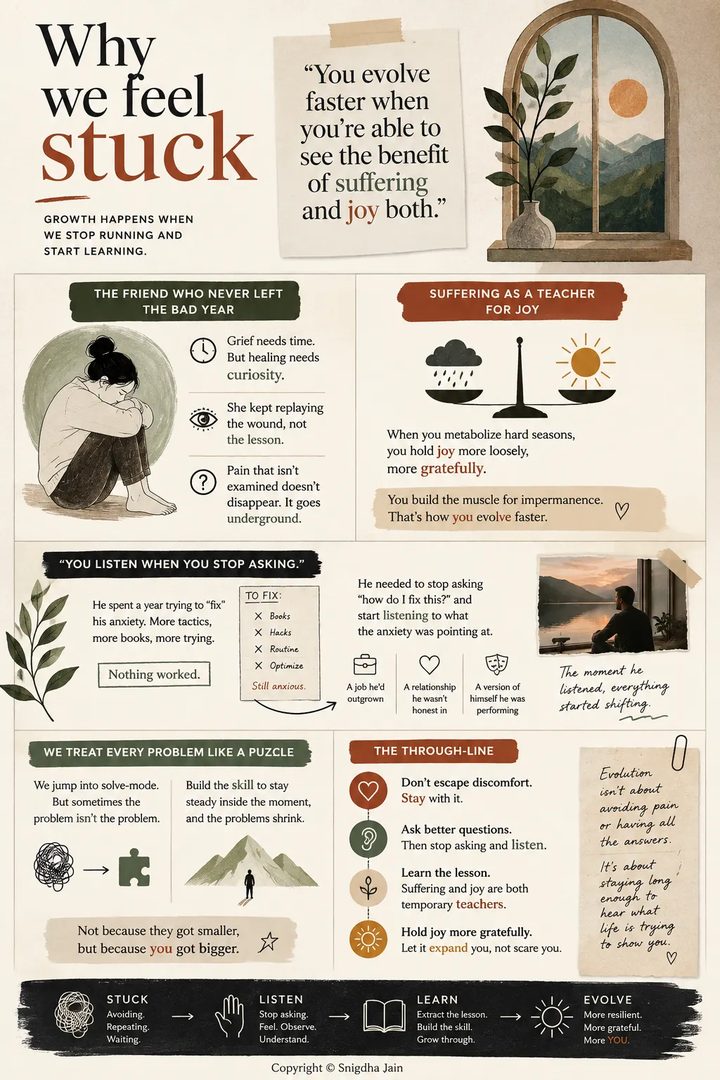 Why
we feel
stuck
GROWTH HAPPENS WHEN
WE STOP RUNNING AND
START LEARNING.
“You evolve
faster when
you’re able to
see the benefit
of suffering
and joy both.”
THE FRIEND WHO NEVER LEFT
THE BAD YEAR
Grief needs time.
But healing needs
curiosity.
She kept replaying
the wound, not
the lesson.
?
Pain that isn’t
examined doesn’t
disappear. It goes
underground.
SUFFERING AS A TEACHER
FOR JOY
When you metabolize hard seasons,
you hold joy more loosely,
more gratefully.
You build the muscle for impermanence.
That’s how you evolve faster.
“YOU LISTEN WHEN YOU STOP ASKING.”
He spent a year trying to “fix”
his anxiety. More tactics,
more books, more trying.
Nothing worked.
TO FIX:
X Books
X Hacks
X Routine
X Optimize
Still anxious.
He needed to stop asking
“how do I fix this?” and
start listening to what
the anxiety was pointing at.
A job he’d
outgrown
A relationship
he wasn’t
honest in
A version of
himself he was
performing
The moment he
listened, everything
started shifting.
WE TREAT EVERY PROBLEM LIKE A PUZCLE
We jump into solve-mode.
But sometimes the
problem isn’t the problem.
Build the skill to stay
steady inside the moment,
and the problems shrink.
Not because they got smaller,
but because you got bigger.
THE THROUGH-LINE
Don’t escape discomfort.
Stay with it.
Ask better questions.
Then stop asking and listen.
Learn the lesson.
Suffering and joy are both
temporary teachers.
Hold joy more gratefully.
Let it expand you, not scare you.
Evolution
isn’t about
avoiding pain
or having all
the answers.
It’s about
staying long
enough to
hear what
life is trying
to show you.
STUCK
Avoiding.
Repeating.
Waiting.
LISTEN
Stop asking.
Feel. Observe.
Understand.
LEARN
Extract the lesson.
Build the skill.
Grow through.
EVOLVE
More resilient.
More grateful.
More YOU.
Copyright © Snigdha Jain